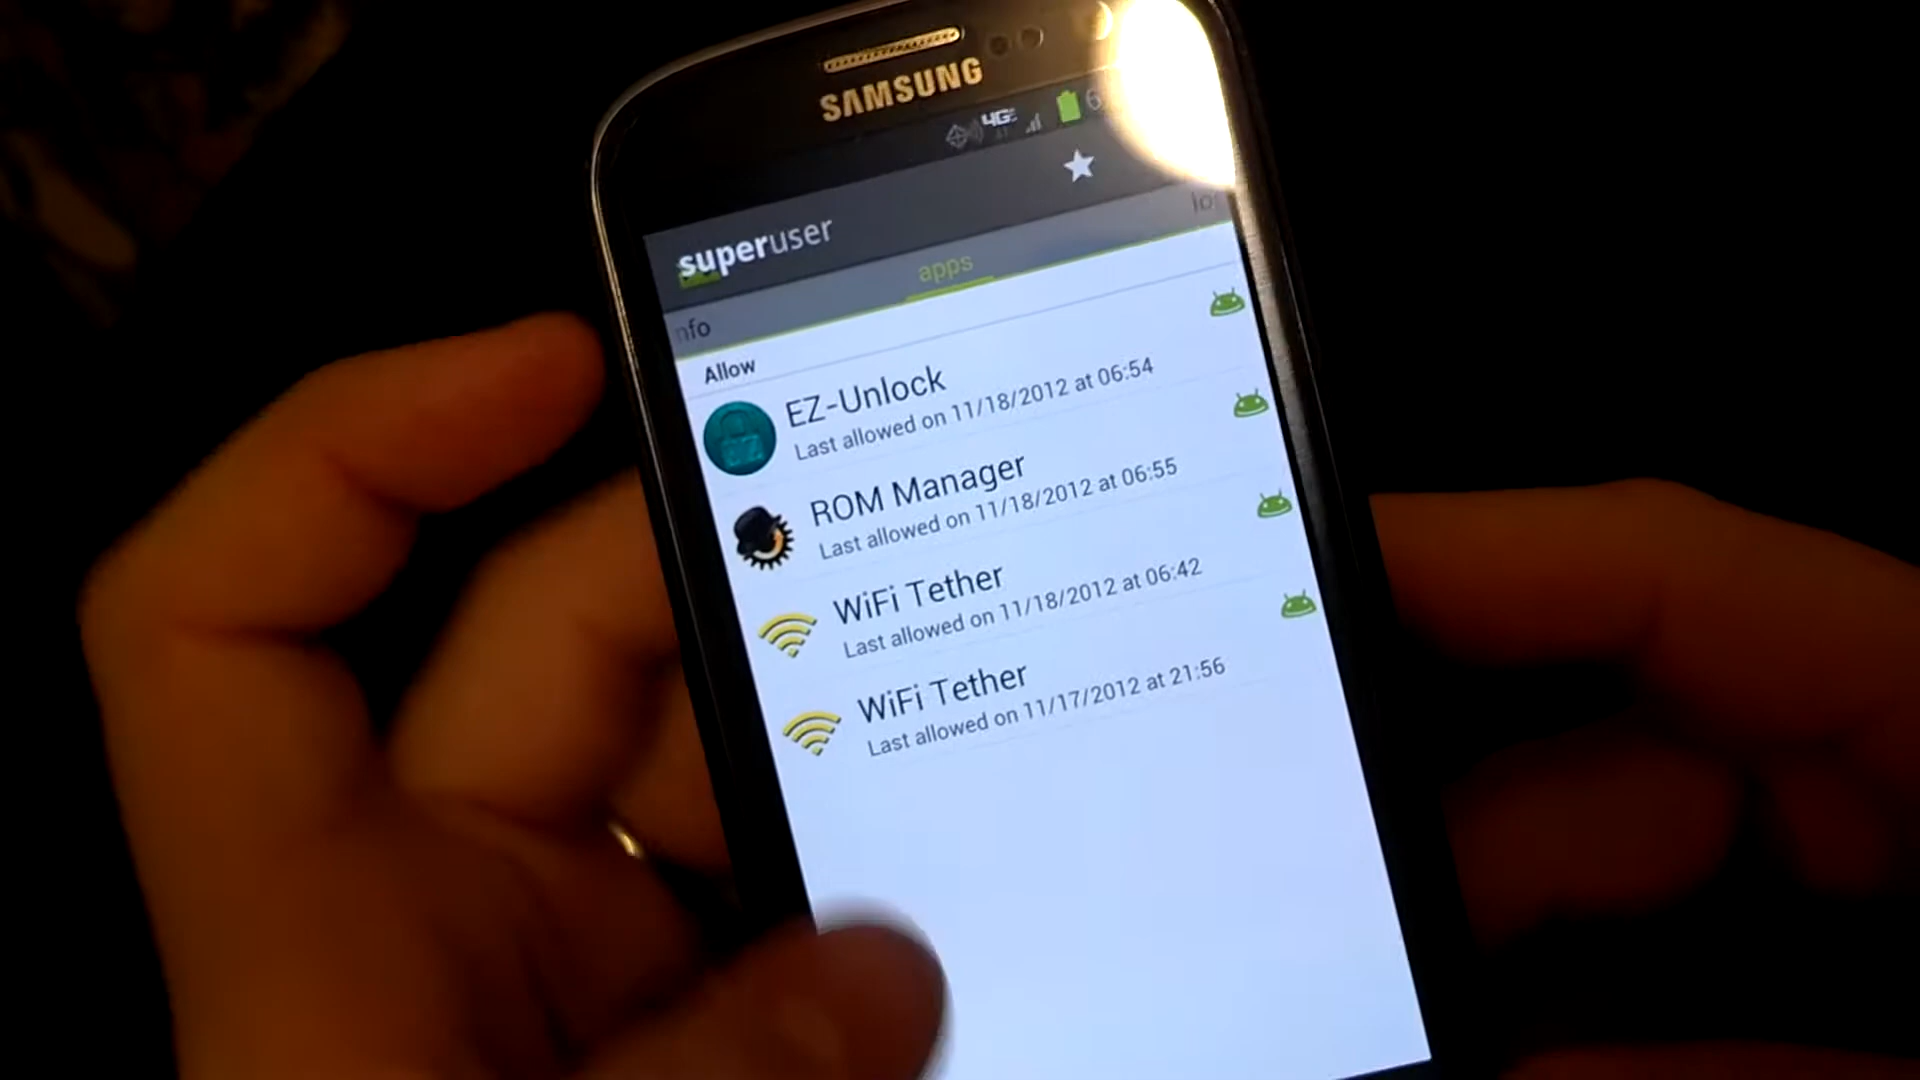 SAMSUNG
4G
superuser
nfo
apps
Allow
EZ-Unlock
Last allowed on 11/18/2012 at 06:54
ROM Manager
Last allowed on 11/18/2012 at 06:55
WiFi Tether
Last allowed on 11/18/2012 at 06:42
WiFi Tether
Last allowed on 11/17/2012 at 21:56